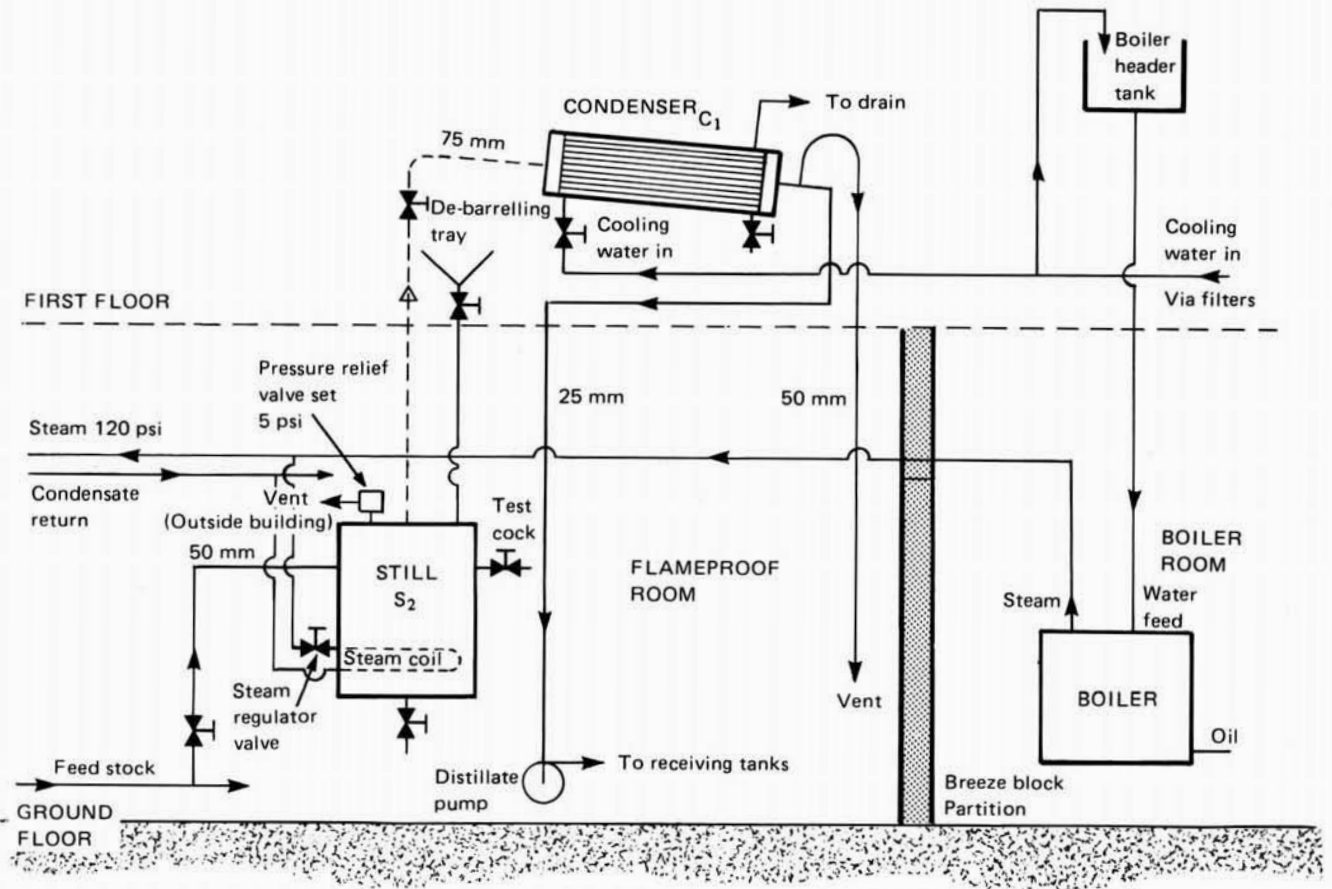 Boiler
header
tank
CONDENSER C1
To drain
75 mm
De-barrelling
tray
Cooling
water in
Cooling
water in
Via filters
FIRST FLOOR
Pressure relief
valve set
5 psi
25 mm
50 mm
Steam 120 psi
Condensate
return
Vent
(Outside building)
Test
cock
50 mm
STILL
S2
FLAMEPROOF
ROOM
BOILER
ROOM
Steam
Water
feed
Steam coil
Steam
regulator
valve
Vent
BOILER
Oil
Feed stock
Distillate
pump
To receiving tanks
Breeze block
Partition
GROUND
FLOOR